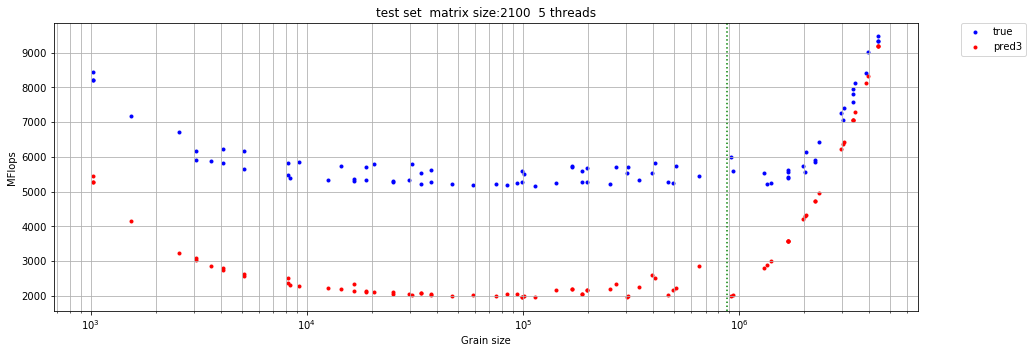 test set  matrix size:2100  5 threads
true
pred3
9000
8000
7000
6000
5000
4000
3000
2000
MFlops
10³ 10⁴ 10⁵ 10⁶
Grain size